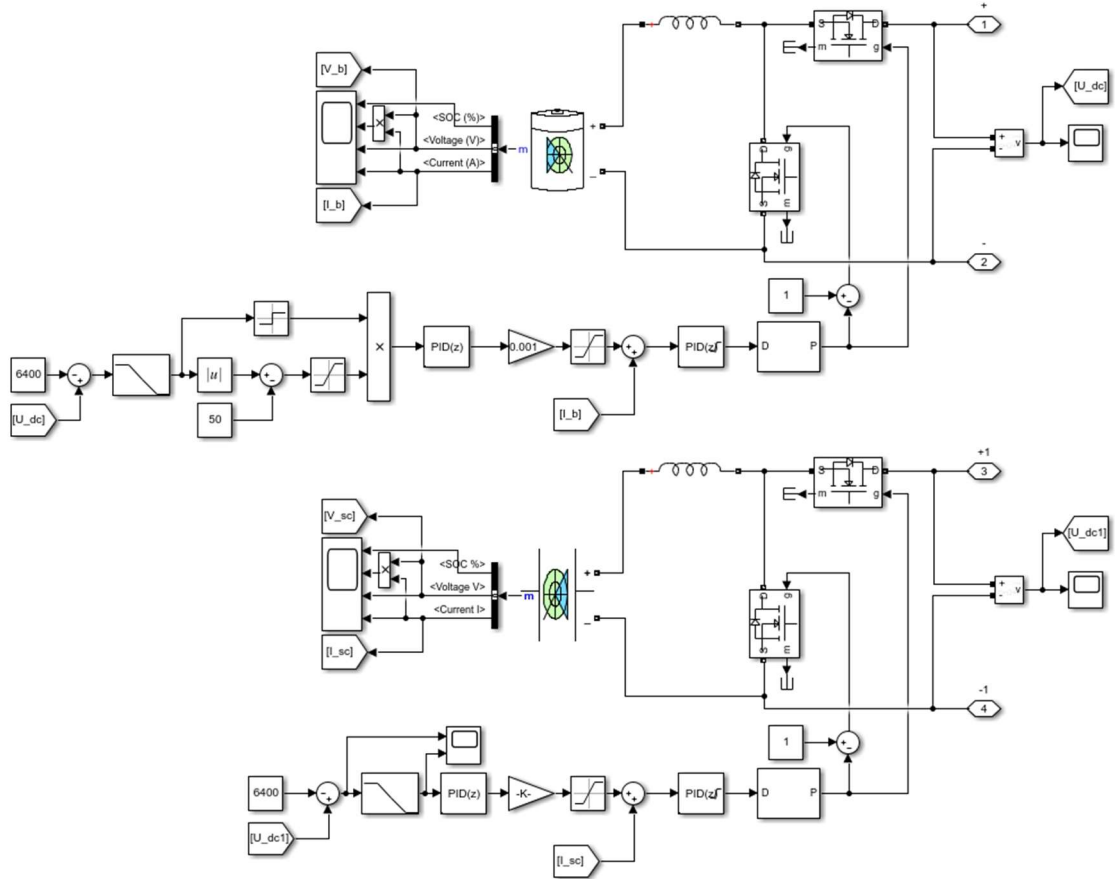 +
1
S
D
m
g
[V_b]
[U_dc]
<SOC (%)>
×
<Voltage (V)>
m
+
+
-
v
<Current (A)>
–
D
g
S
m
[I_b]
-
2
1
+
-
×
6400
-
+
|u|
+
-
50
PID(z)
0.001
+
+
PID(z)
D
P
[U_dc]
[I_b]
+1
3
S
D
m
g
[V_sc]
[U_dc1]
<SOC %>
×
<Voltage V>
m
+
+
-
v
<Current I>
–
D
g
S
m
[I_sc]
-1
4
1
+
-
6400
-
+
PID(z)
-K-
+
+
PID(z)
D
P
[U_dc1]
[I_sc]